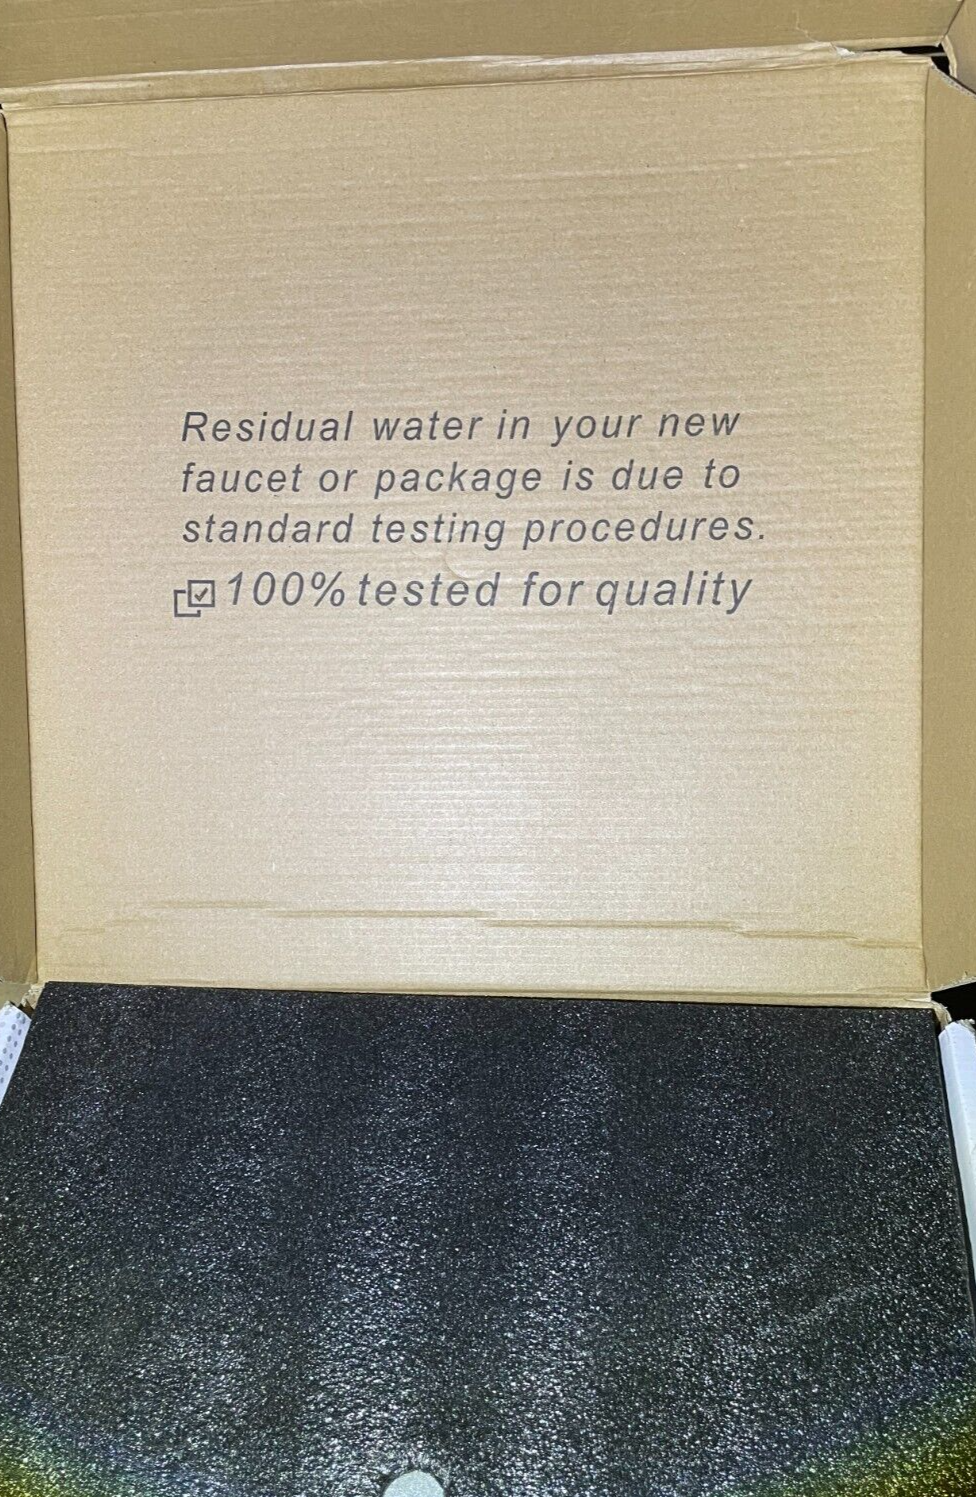 Residual water in your new
faucet or package is due to
standard testing procedures.
100% tested for quality